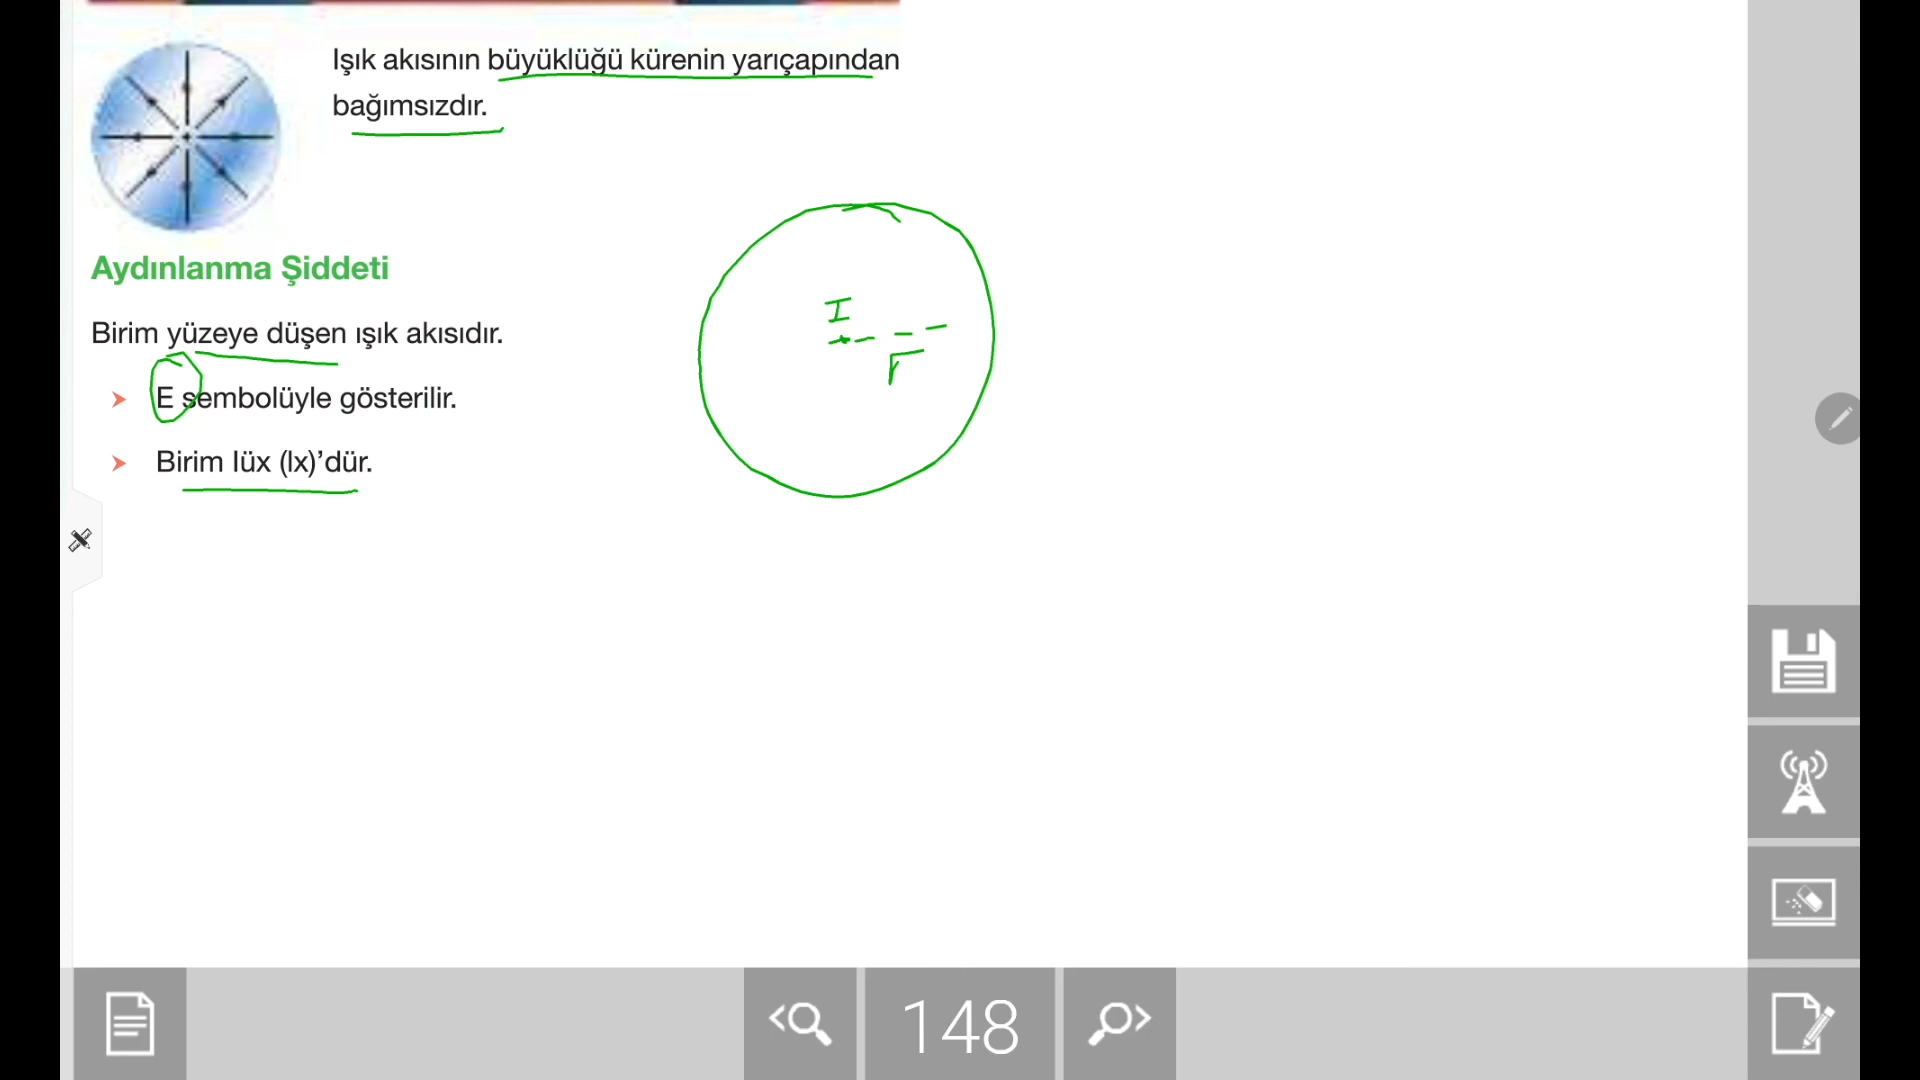 Işık akısının büyüklüğü kürenin yarıçapından
bağımsızdır.
Aydınlanma Şiddeti
I
r
Birim yüzeye düşen ışık akısıdır.
E sembolüyle gösterilir.
Birim lüx (lx)’dür.
148